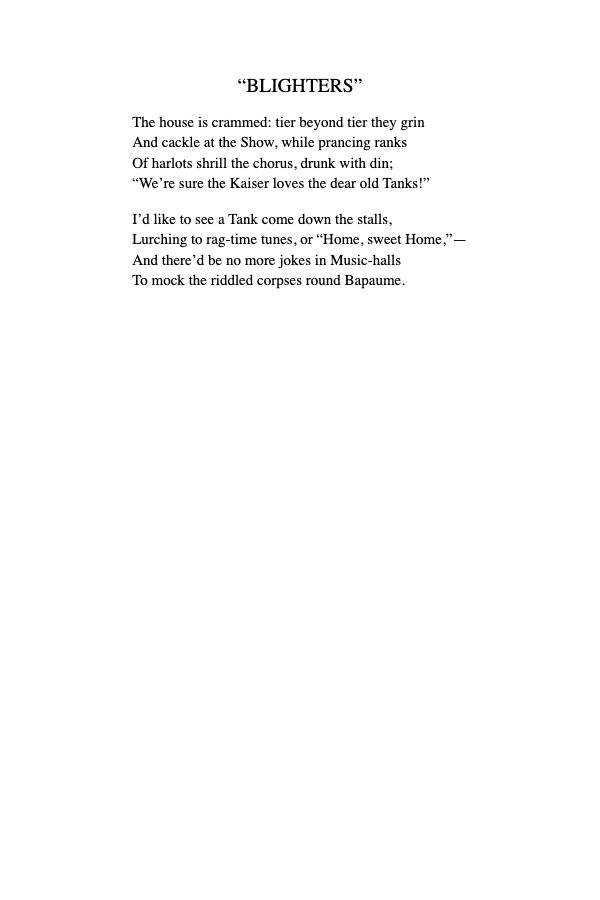 “BLIGHTERS”
The house is crammed: tier beyond tier they grin
And cackle at the Show, while prancing ranks
Of harlots shrill the chorus, drunk with din;
“We’re sure the Kaiser loves the dear old Tanks!”
I’d like to see a Tank come down the stalls,
Lurching to rag-time tunes, or “Home, sweet Home,”—
And there’d be no more jokes in Music-halls
To mock the riddled corpses round Bapaume.